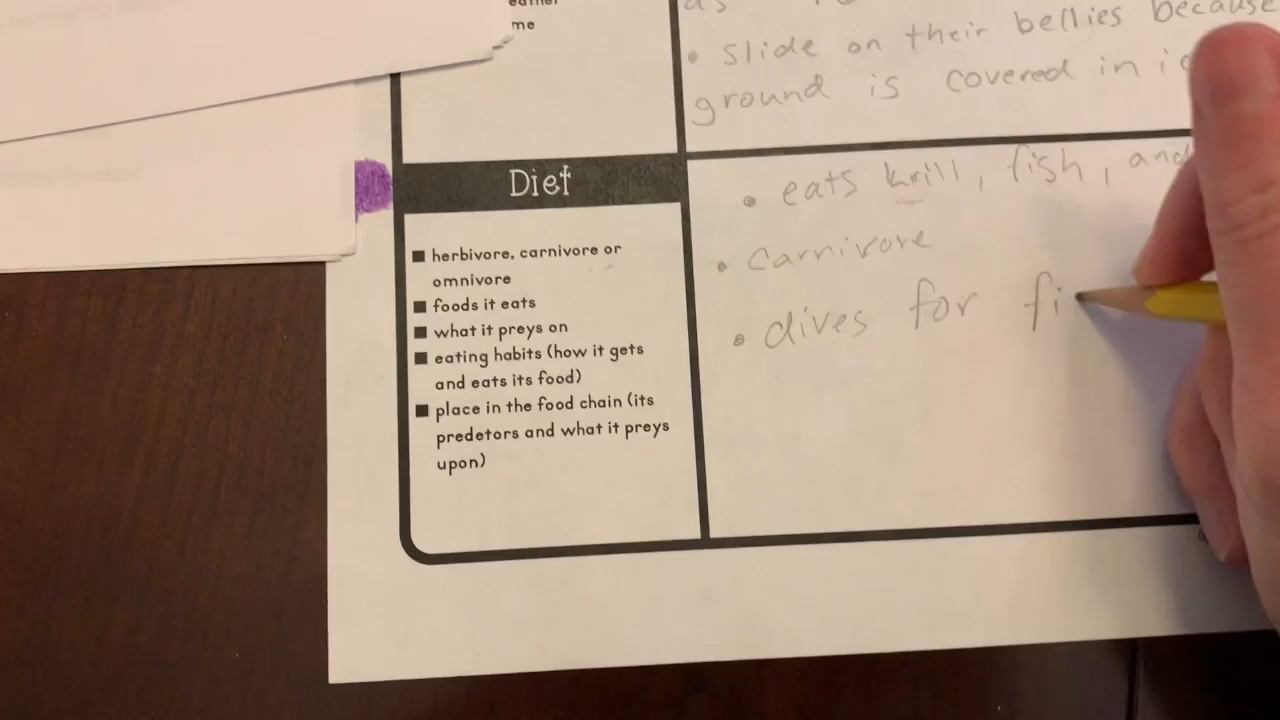 me
slide on their bellies because
ground is covered in
Diet
■ herbivore, carnivore or
omnivore
■ foods it eats
■ what it preys on
■ eating habits (how it gets
and eats its food)
■ place in the food chain (its
predetors and what it preys
upon)
• eats krill, fish, and
• carnivore
• dives for fi